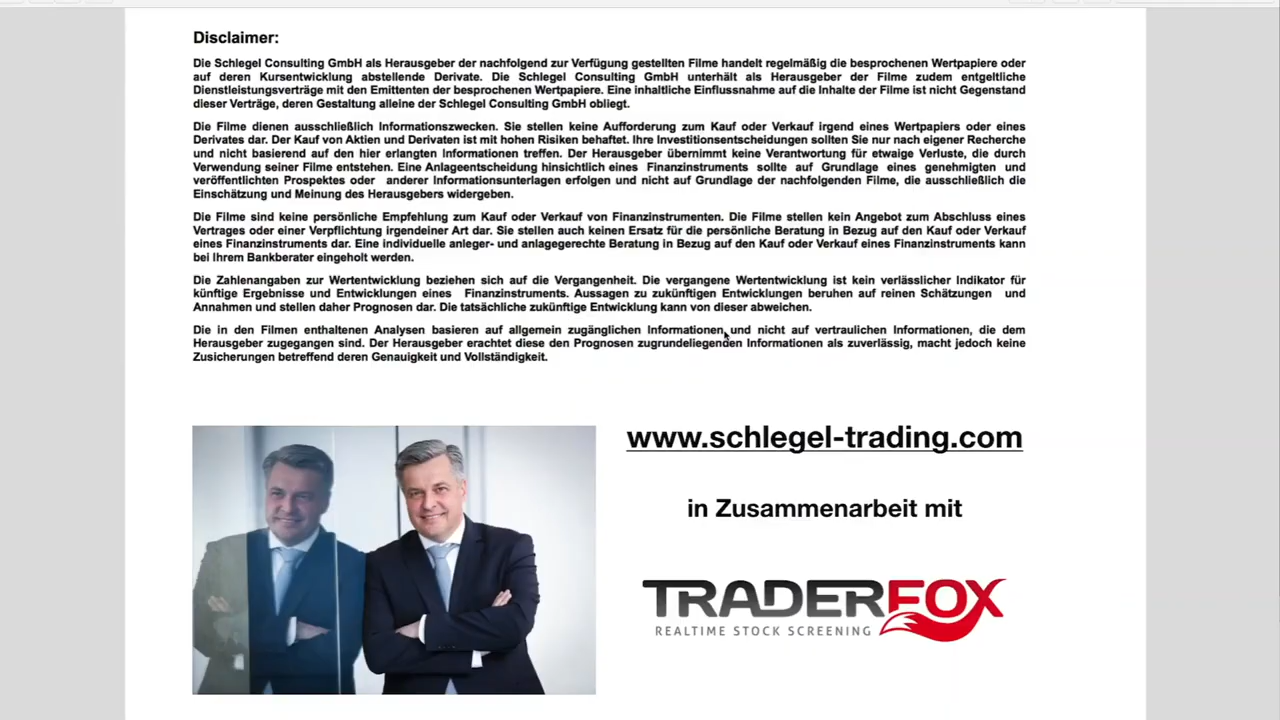 Disclaimer:
Die Schlegel Consulting GmbH als Herausgeber der nachfolgend zur Verfügung gestellten Filme handelt regelmäßig die besprochenen Wertpapiere oder
auf deren Kursentwicklung abstellende Derivate. Die Schlegel Consulting GmbH unterhält als Herausgeber der Filme zudem entgeltliche
Dienstleistungsverträge mit den Emittenten der besprochenen Wertpapiere. Eine inhaltliche Einflussnahme auf die Inhalte der Filme ist nicht Gegenstand
dieser Verträge, deren Gestaltung alleine der Schlegel Consulting GmbH obliegt.
Die Filme dienen ausschließlich Informationszwecken. Sie stellen keine Aufforderung zum Kauf oder Verkauf irgend eines Wertpapiers oder eines
Derivates dar. Der Kauf von Aktien und Derivaten ist mit hohen Risiken behaftet. Ihre Investitionsentscheidungen sollten Sie nur nach eigener Recherche
und nicht basierend auf den hier erlangten Informationen treffen. Der Herausgeber übernimmt keine Verantwortung für etwaige Verluste, die durch
Verwendung seiner Filme entstehen. Eine Anlageentscheidung hinsichtlich eines Finanzinstruments sollte auf Grundlage eines genehmigten und
veröffentlichten Prospektes oder anderer Informationsunterlagen erfolgen und nicht auf Grundlage der nachfolgenden Filme, die ausschließlich die
Einschätzung und Meinung des Herausgebers widergeben.
Die Filme sind keine persönliche Empfehlung zum Kauf oder Verkauf von Finanzinstrumenten. Die Filme stellen kein Angebot zum Abschluss eines
Vertrages oder einer Verpflichtung irgendeiner Art dar. Sie stellen auch keinen Ersatz für die persönliche Beratung in Bezug auf den Kauf oder Verkauf
eines Finanzinstruments dar. Eine individuelle anleger- und anlagegerechte Beratung in Bezug auf den Kauf oder Verkauf eines Finanzinstruments kann
bei Ihrem Bankberater eingeholt werden.
Die Zahlenangaben zur Wertentwicklung beziehen sich auf die Vergangenheit. Die vergangene Wertentwicklung ist kein verlässlicher Indikator für
künftige Ergebnisse und Entwicklungen eines Finanzinstruments. Aussagen zu zukünftigen Entwicklungen beruhen auf reinen Schätzungen und
Annahmen und stellen daher Prognosen dar. Die tatsächliche zukünftige Entwicklung kann von dieser abweichen.
Die in den Filmen enthaltenen Analysen basieren auf allgemein zugänglichen Informationen und nicht auf vertraulichen Informationen, die dem
Herausgeber zugegangen sind. Der Herausgeber erachtet diese den Prognosen zugrundeliegenden Informationen als zuverlässig, macht jedoch keine
Zusicherungen betreffend deren Genauigkeit und Vollständigkeit.
www.schlegel-trading.com
in Zusammenarbeit mit
TRADERFOX
REALTIME STOCK SCREENING